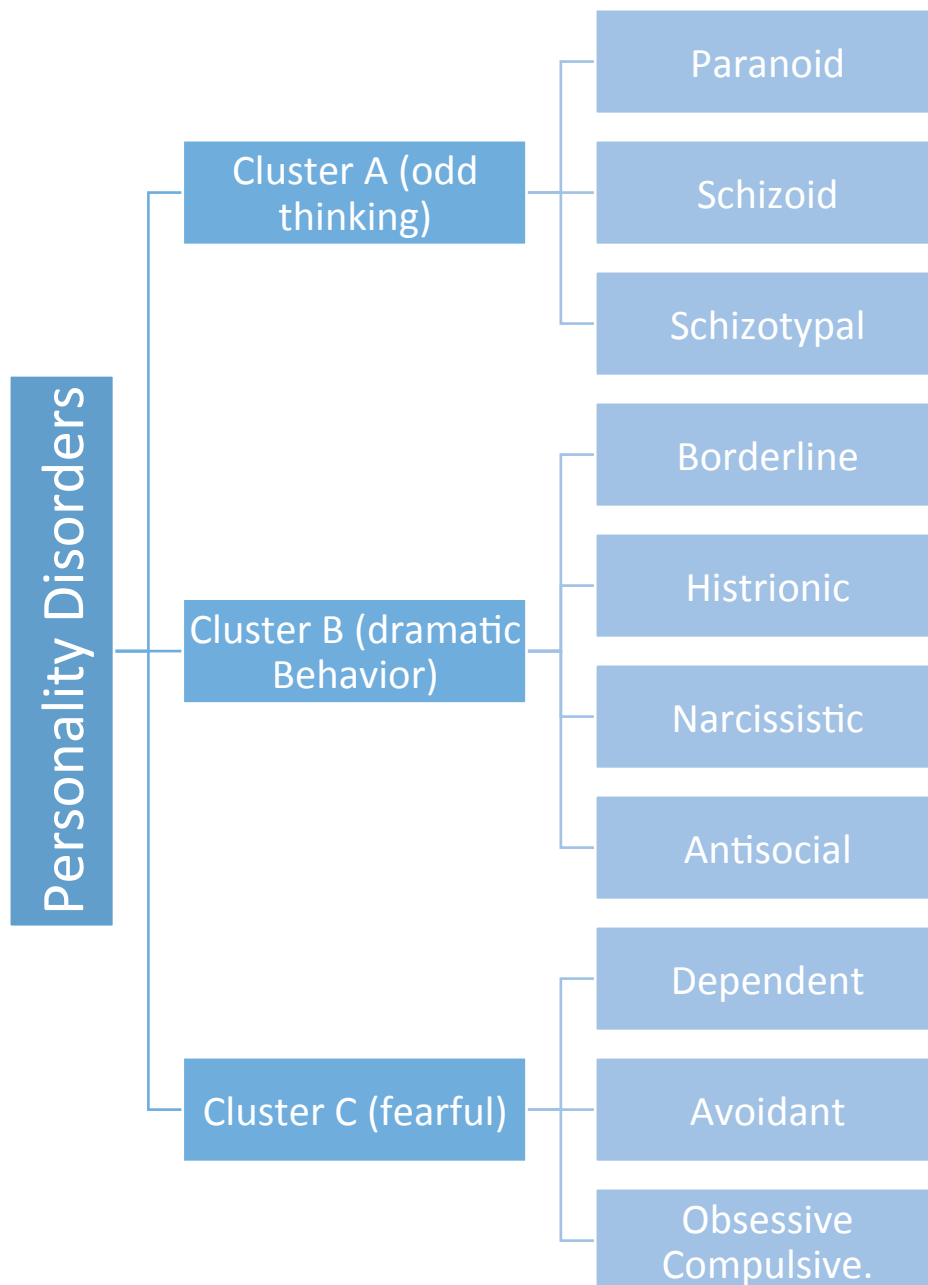 Personality Disorders
Cluster A (odd
thinking)
Paranoid
Schizoid
Schizotypal
Cluster B (dramatic
Behavior)
Borderline
Histrionic
Narcissistic
Antisocial
Cluster C (fearful)
Dependent
Avoidant
Obsessive
Compulsive.